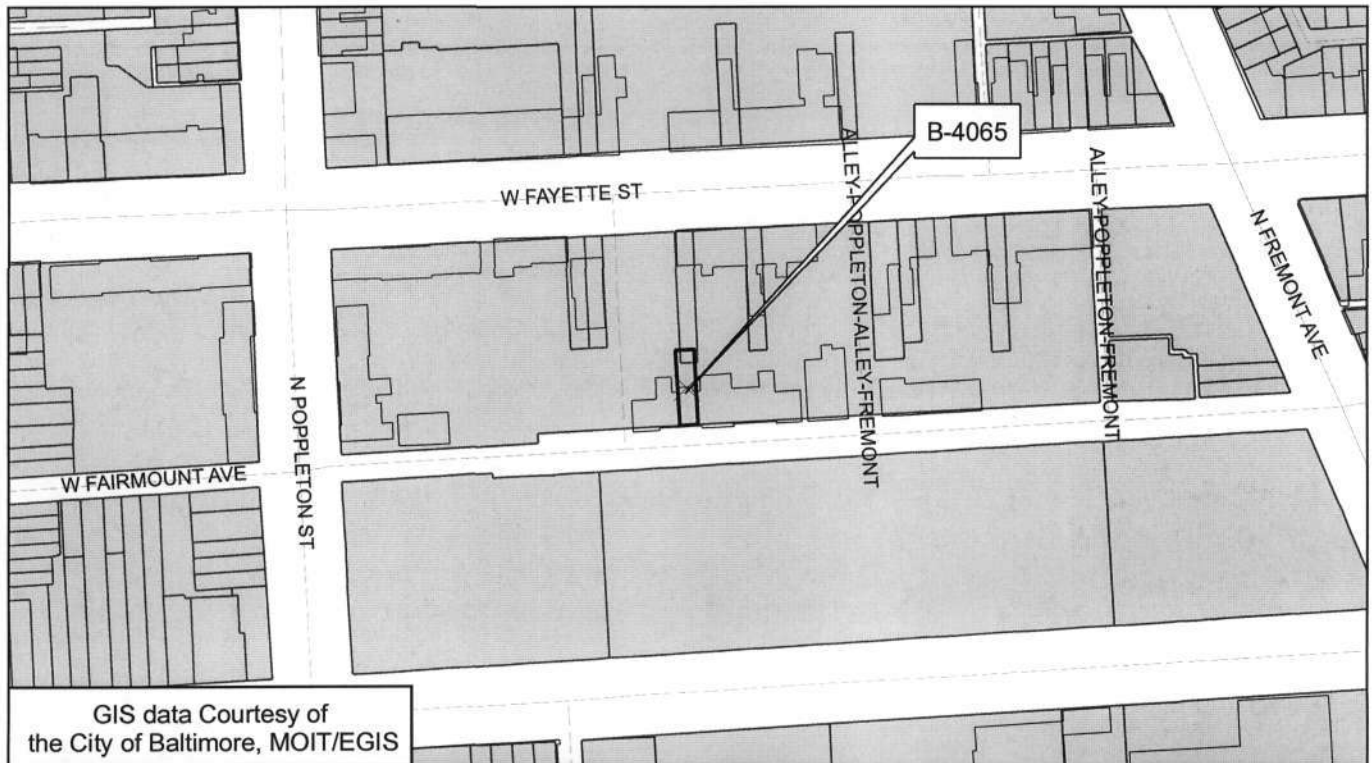 B-4065
W FAYETTE ST
ALLEY-POPPLETON-ALLEY-FREMONT
ALLEY-POPPLETON-FREMONT
N FREMONT AVE
N POPPLETON ST
W FAIRMOUNT AVE
GIS data Courtesy of
the City of Baltimore, MOIT/EGIS